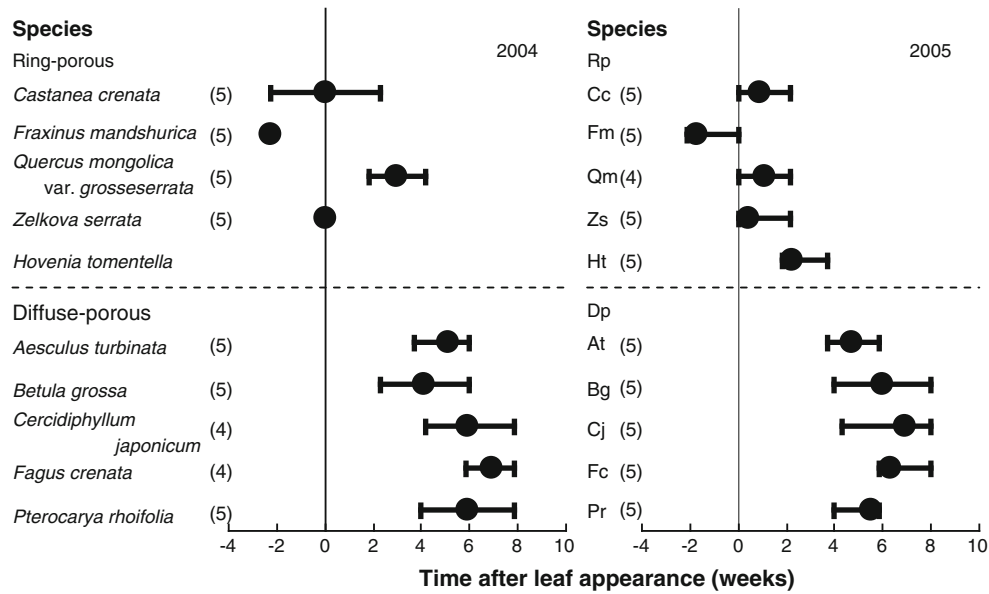 Species
2004
Ring-porous
Castanea crenata (5)
Fraxinus mandshurica (5)
Quercus mongolica
var. grosseserrata (5)
Zelkova serrata (5)
Hovenia tomentella
Diffuse-porous
Aesculus turbinata (5)
Betula grossa (5)
Cercidiphyllum
japonicum (4)
Fagus crenata (4)
Pterocarya rhoifolia (5)
-4 0 2 4 6 8 10
Species
2005
Rp
Cc (5)
Fm (5)
Qm (4)
Zs (5)
Ht (5)
Dp
At (5)
Bg (5)
Cj (5)
Fc (5)
Pr (5)
-4 -2 0 2 4 6 8 10
Time after leaf appearance (weeks)